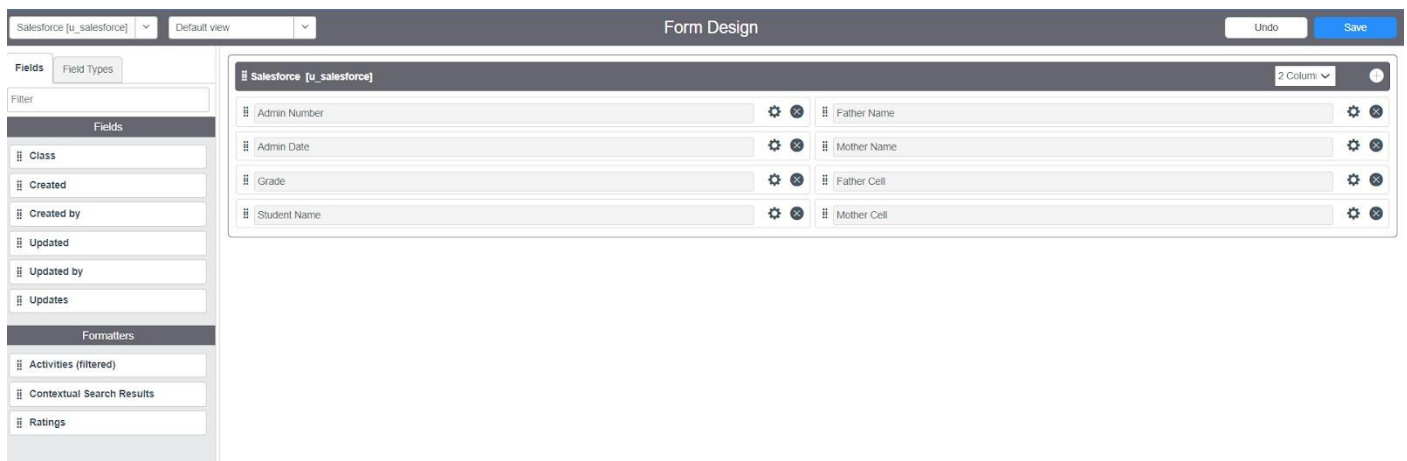 Salesforce [u_salesforce]
Default view
Form Design
Undo
Save
Fields
Field Types
Filter
Fields
Class
Created
Created by
Updated
Updated by
Updates
Formatters
Activities (filtered)
Contextual Search Results
Ratings
Salesforce [u_salesforce]
2 Colum
Admin Number
Father Name
Admin Date
Mother Name
Grade
Father Cell
Student Name
Mother Cell